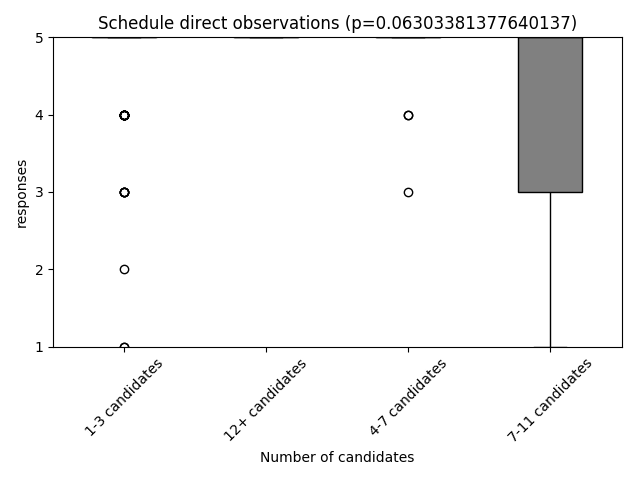 Schedule direct observations (p=0.06303381377640137)
5
4
3
2
1
responses
1-3 candidates
12+ candidates
4-7 candidates
7-11 candidates
Number of candidates